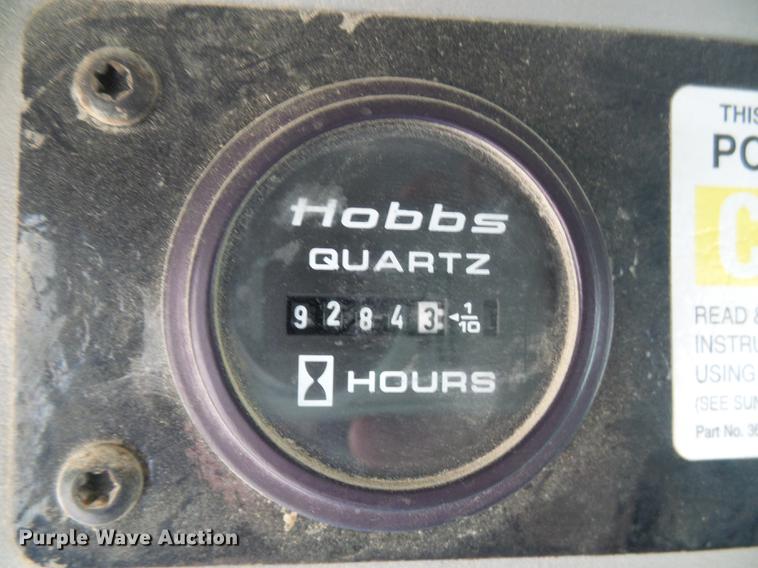 Hobbs
QUARTZ
9 2 8 4 3 ◄1/10
HOURS
THIS
PO
C
READ &
INSTRU
USING
(SEE SUN
Part No. 36
Purple Wave Auction